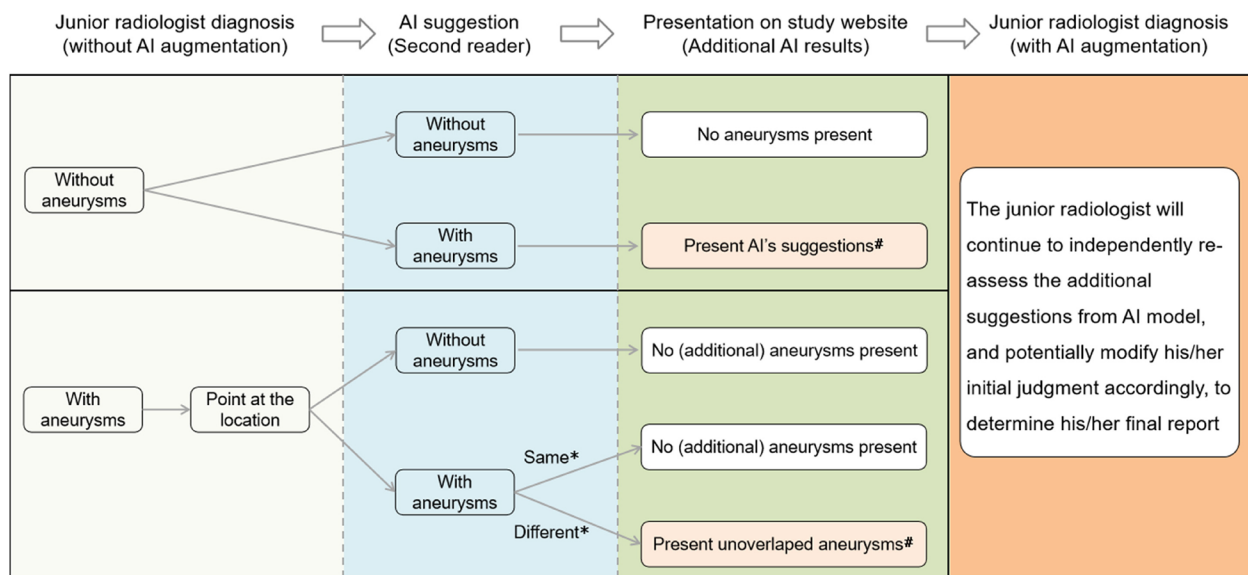 Junior radiologist diagnosis
(without AI augmentation)
AI suggestion
(Second reader)
Presentation on study website
(Additional AI results)
Junior radiologist diagnosis
(with AI augmentation)
Without
aneurysms
Without
aneurysms
No aneurysms present
With
aneurysms
Present AI's suggestions#
With
aneurysms
Point at the
location
Without
aneurysms
No (additional) aneurysms present
With
aneurysms
Same*
No (additional) aneurysms present
Different*
Present unoverlaped aneurysms#
The junior radiologist will
continue to independently re-
assess the additional
suggestions from AI model,
and potentially modify his/her
initial judgment accordingly, to
determine his/her final report